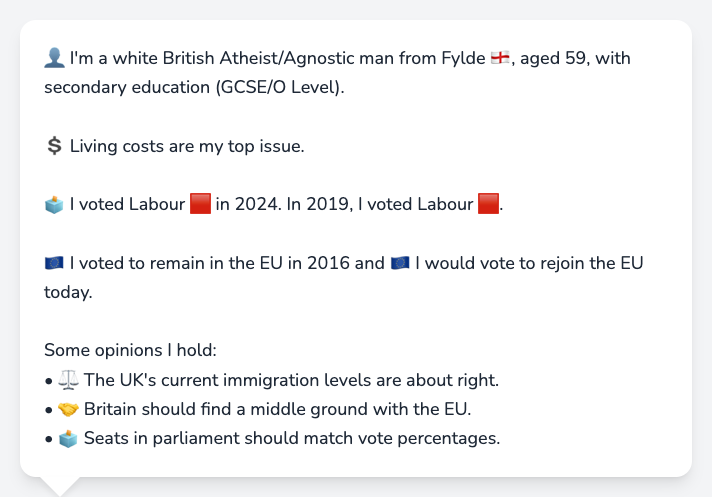 👤 I'm a white British Atheist/Agnostic man from Fylde 🏴󠁧󠁢󠁥󠁮󠁧󠁿, aged 59, with
secondary education (GCSE/O Level).
💲 Living costs are my top issue.
🗳️ I voted Labour 🟥 in 2024. In 2019, I voted Labour 🟥.
🇪🇺 I voted to remain in the EU in 2016 and 🇪🇺 I would vote to rejoin the EU
today.
Some opinions I hold:
• ⚖️ The UK's current immigration levels are about right.
• 🤝 Britain should find a middle ground with the EU.
• 🗳️ Seats in parliament should match vote percentages.